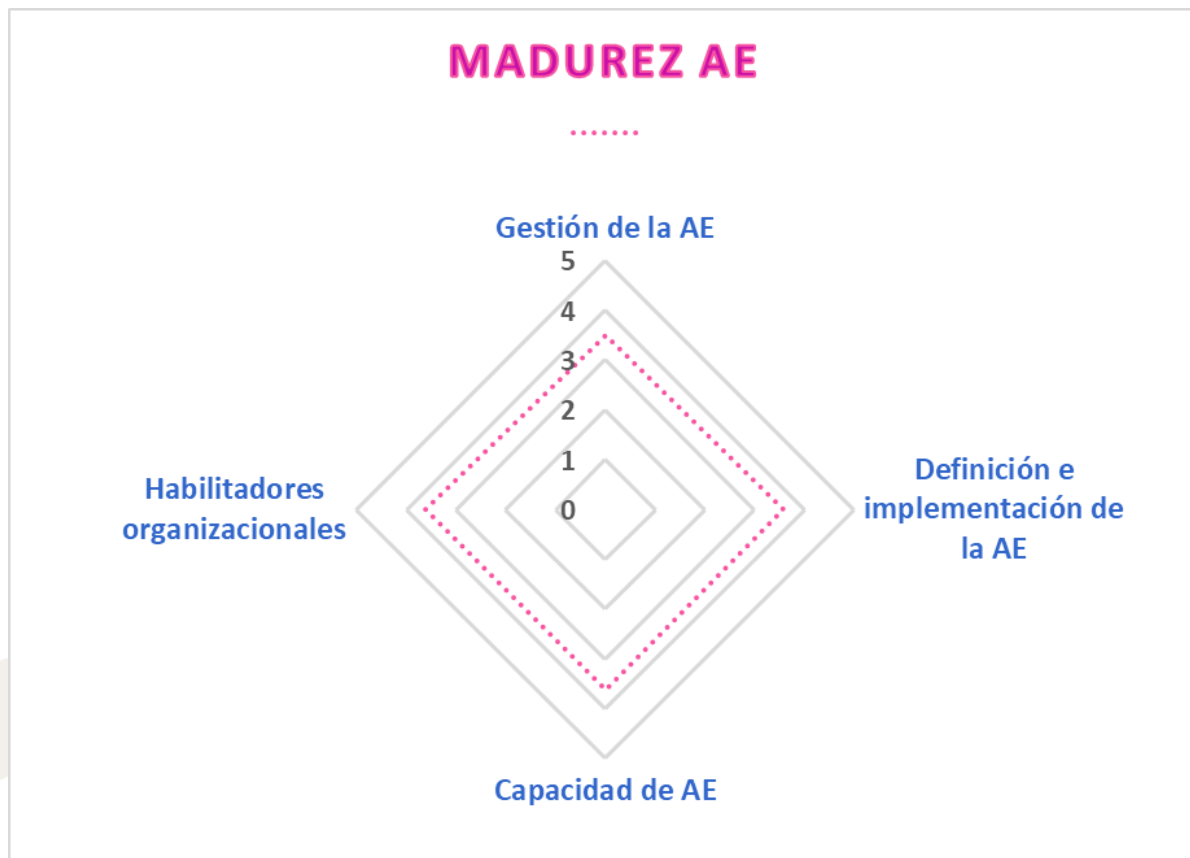 MADUREZ AE
Gestión de la AE
5
4
3
2
1
0
Habilitadores
organizacionales
Definición e
implementación de
la AE
Capacidad de AE